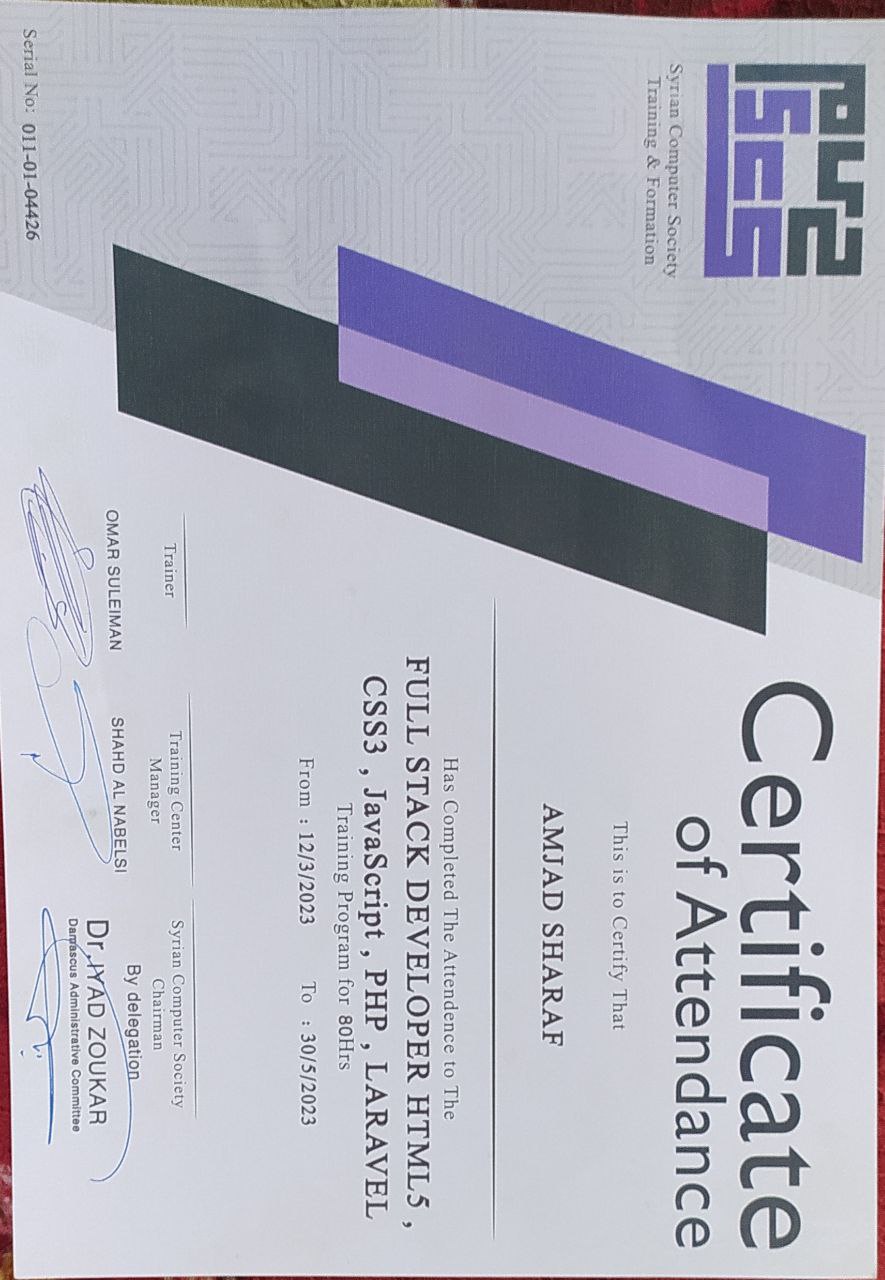 SCS
Syrian Computer Society
Training & Formation
Certificate
of Attendance
This is to Certify That
AMJAD SHARAF
Has Completed The Attendence to The
FULL STACK DEVELOPER HTML5 ,
CSS3 , JavaScript , PHP , LARAVEL
Training Program for 80Hrs
From : 12/3/2023 To : 30/5/2023
Trainer
OMAR SULEIMAN
Training Center
Manager
SHAHD AL NABELSI
Syrian Computer Society
Chairman
By delegation
Dr.IYAD ZOUKAR
Damascus Administrative Committee
Serial No: 011-01-04426